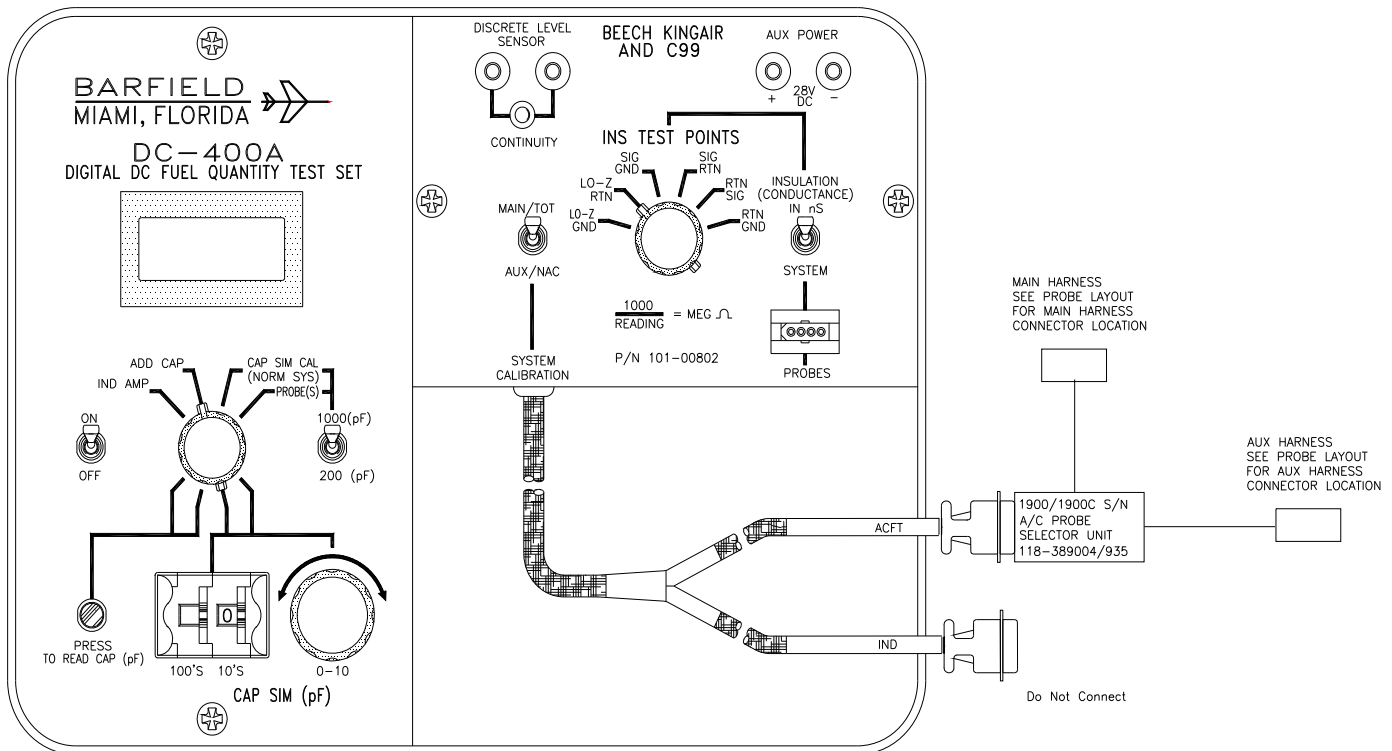 BARFIELD
MIAMI, FLORIDA
DC-400A
DIGITAL DC FUEL QUANTITY TEST SET
ADD CAP
IND AMP
CAP SIM CAL
(NORM SYS)
PROBE(S)
ON
OFF
1000(pF)
200 (pF)
PRESS
TO READ CAP (pF)
0
100'S
10'S
0-10
CAP SIM (pF)
DISCRETE LEVEL
SENSOR
CONTINUITY
BEECH KINGAIR
AND C99
AUX POWER
+
28V
DC
-
INS TEST POINTS
SIG
GND
SIG
RTN
LO-Z
RTN
RTN
SIG
LO-Z
GND
RTN
GND
MAIN/TOT
AUX/NAC
INSULATION
(CONDUCTANCE)
IN nS
SYSTEM
1000
READING
= MEG Ω
P/N 101-00802
SYSTEM
CALIBRATION
PROBES
ACFT
IND
MAIN HARNESS
SEE PROBE LAYOUT
FOR MAIN HARNESS
CONNECTOR LOCATION
AUX HARNESS
SEE PROBE LAYOUT
FOR AUX HARNESS
CONNECTOR LOCATION
1900/1900C S/N
A/C PROBE
SELECTOR UNIT
118-389004/935
Do Not Connect